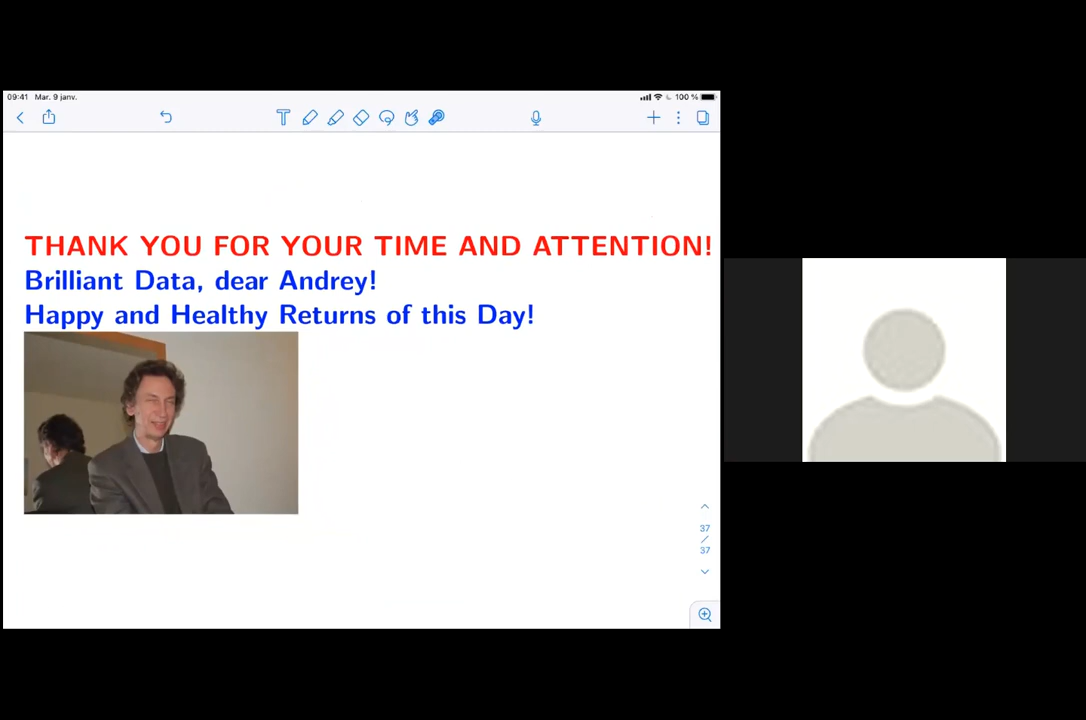 09:41 Mar. 9 janv. 100 %
THANK YOU FOR YOUR TIME AND ATTENTION!
Brilliant Data, dear Andrey!
Happy and Healthy Returns of this Day!
37
/
37